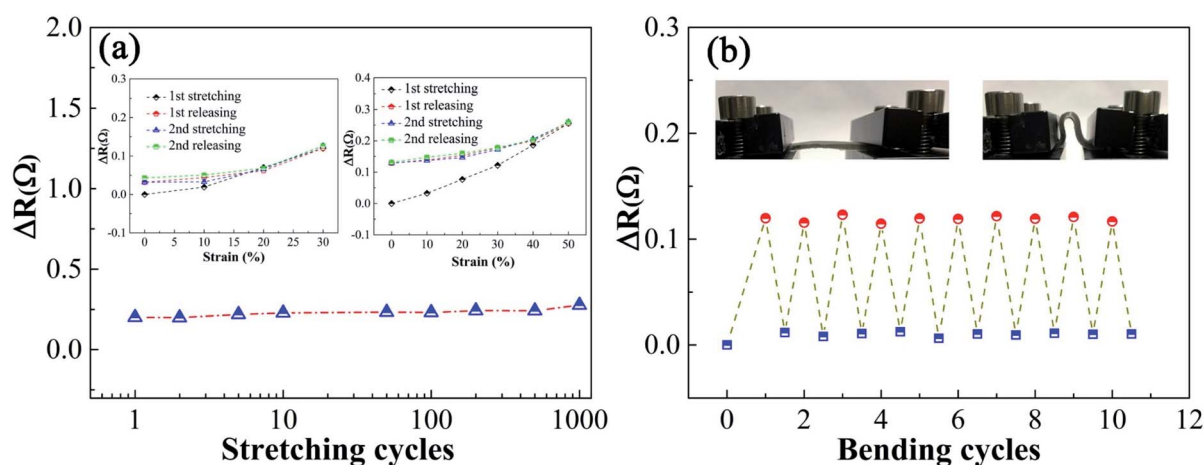 (a)
2.0
1.5
1.0
0.5
0.0
ΔR(Ω)
1 10 100 1000
Stretching cycles
0.3
0.2
0.1
0.0
-0.1
ΔR(Ω)
1st stretching
1st releasing
2nd stretching
2nd releasing
0 5 10 15 20 25 30
Strain (%)
0.4
0.3
0.2
0.1
0.0
-0.1
ΔR(Ω)
1st stretching
1st releasing
2nd stretching
2nd releasing
0 10 20 30 40 50
Strain (%)
(b)
0.3
0.2
0.1
0.0
ΔR(Ω)
0 2 4 6 8 10 12
Bending cycles